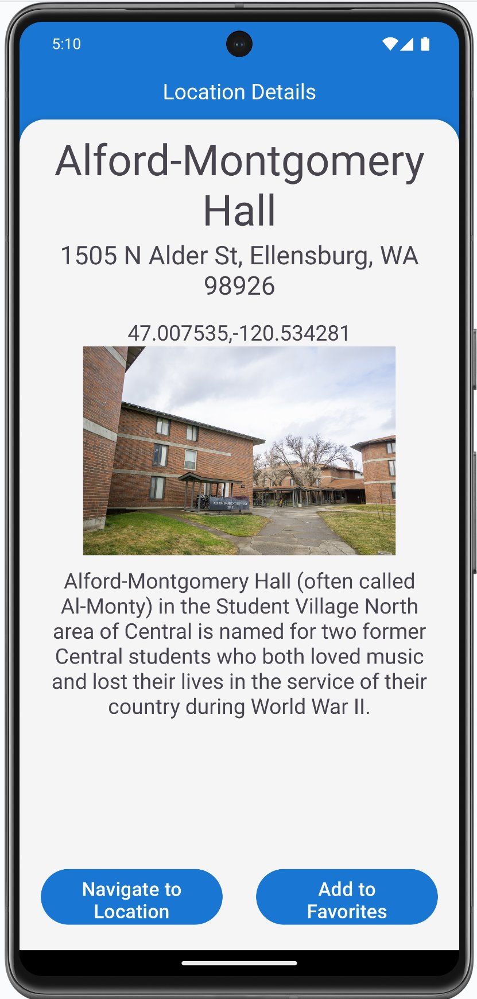 5:10
Location Details
Alford-Montgomery
Hall
1505 N Alder St, Ellensburg, WA
98926
47.007535,-120.534281
ALFORD-MONTGOMERY
HALL
Alford-Montgomery Hall (often called
Al-Monty) in the Student Village North
area of Central is named for two former
Central students who both loved music
and lost their lives in the service of their
country during World War II.
Navigate to
Location
Add to
Favorites